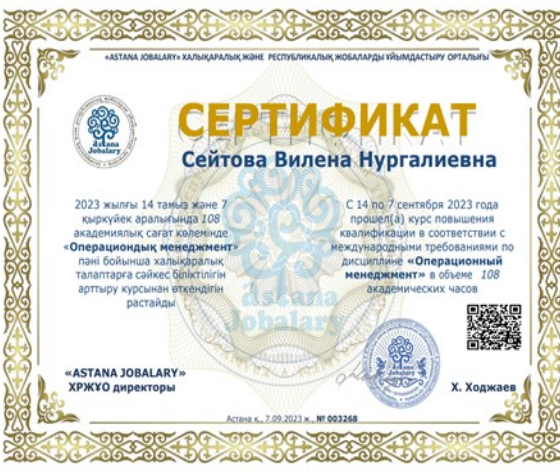 «ASTANA JOBALARY» ХАЛЫҚАРАЛЫҚ ЖӘНЕ РЕСПУБЛИКАЛЫҚ ЖОБАЛАРДЫ ҰЙЫМДАСТЫРУ ОРТАЛЫҒЫ
astana
Jobalary
СЕРТИФИКАТ
Сейтова Вилена Нургалиевна
2023 жылғы 14 тамыз және 7
қыркүйек аралығында 108
академиялық сағат көлемінде
«Операциондық менеджмент»
пәні бойынша халықаралық
талаптарға сәйкес біліктілігін
арттыру курсынан өткендігін
растайды
С 14 по 7 сентября 2023 года
прошел(а) курс повышения
квалификации в соответствии с
международными требованиями по
дисциплине «Операционный
менеджмент» в объеме 108
академических часов
astana
Jobalary
«ASTANA JOBALARY»
ХРЖҰО директоры
Х. Ходжаев
Астана қ., 7.09.2023 ж., № 003268